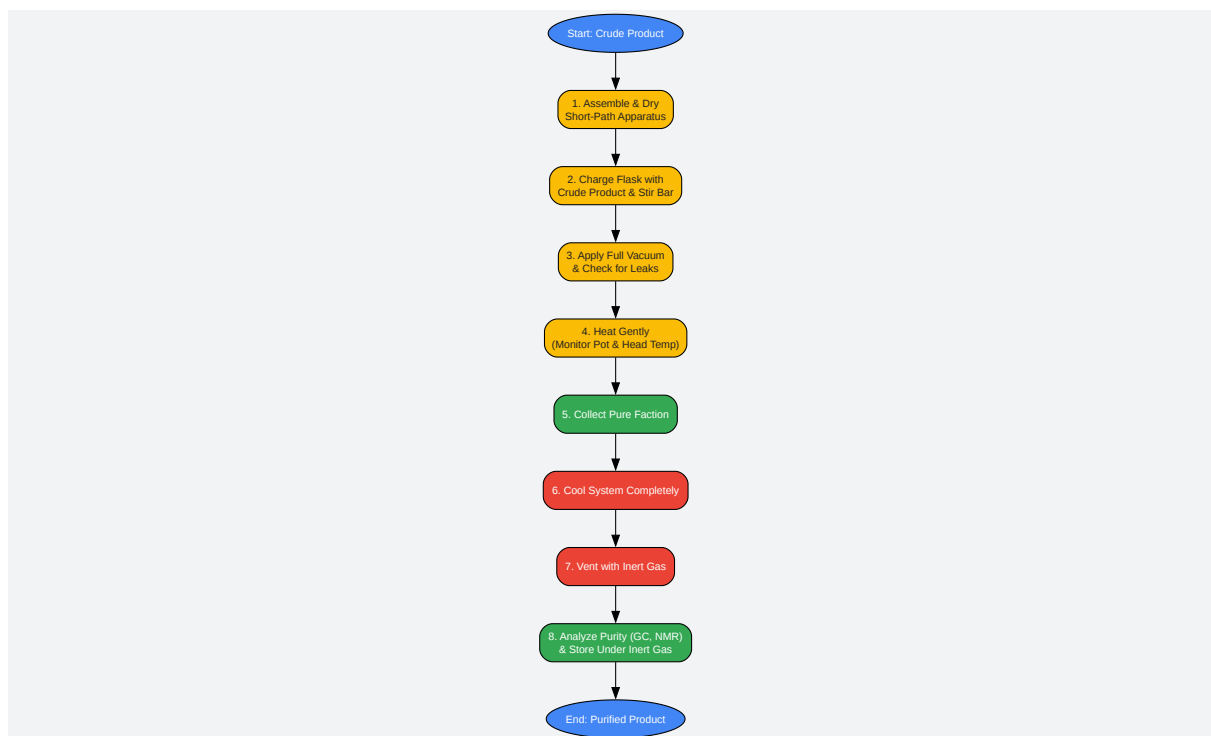 Start: Crude Product
1. Assemble & Dry
Short-Path Apparatus
2. Charge Flask with
Crude Product & Stir Bar
3. Apply Full Vacuum
& Check for Leaks
4. Heat Gently
(Monitor Pot & Head Temp)
5. Collect Pure Faction
6. Cool System Completely
7. Vent with Inert Gas
8. Analyze Purity (GC, NMR)
& Store Under Inert Gas
End: Purified Product